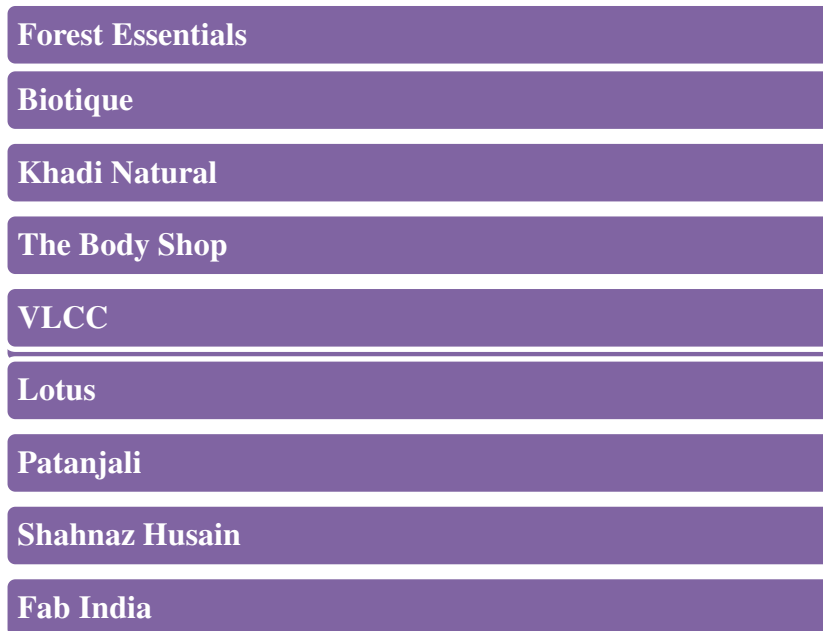 Forest Essentials
Biotique
Khadi Natural
The Body Shop
VLCC
Lotus
Patanjali
Shahnaz Husain
Fab India